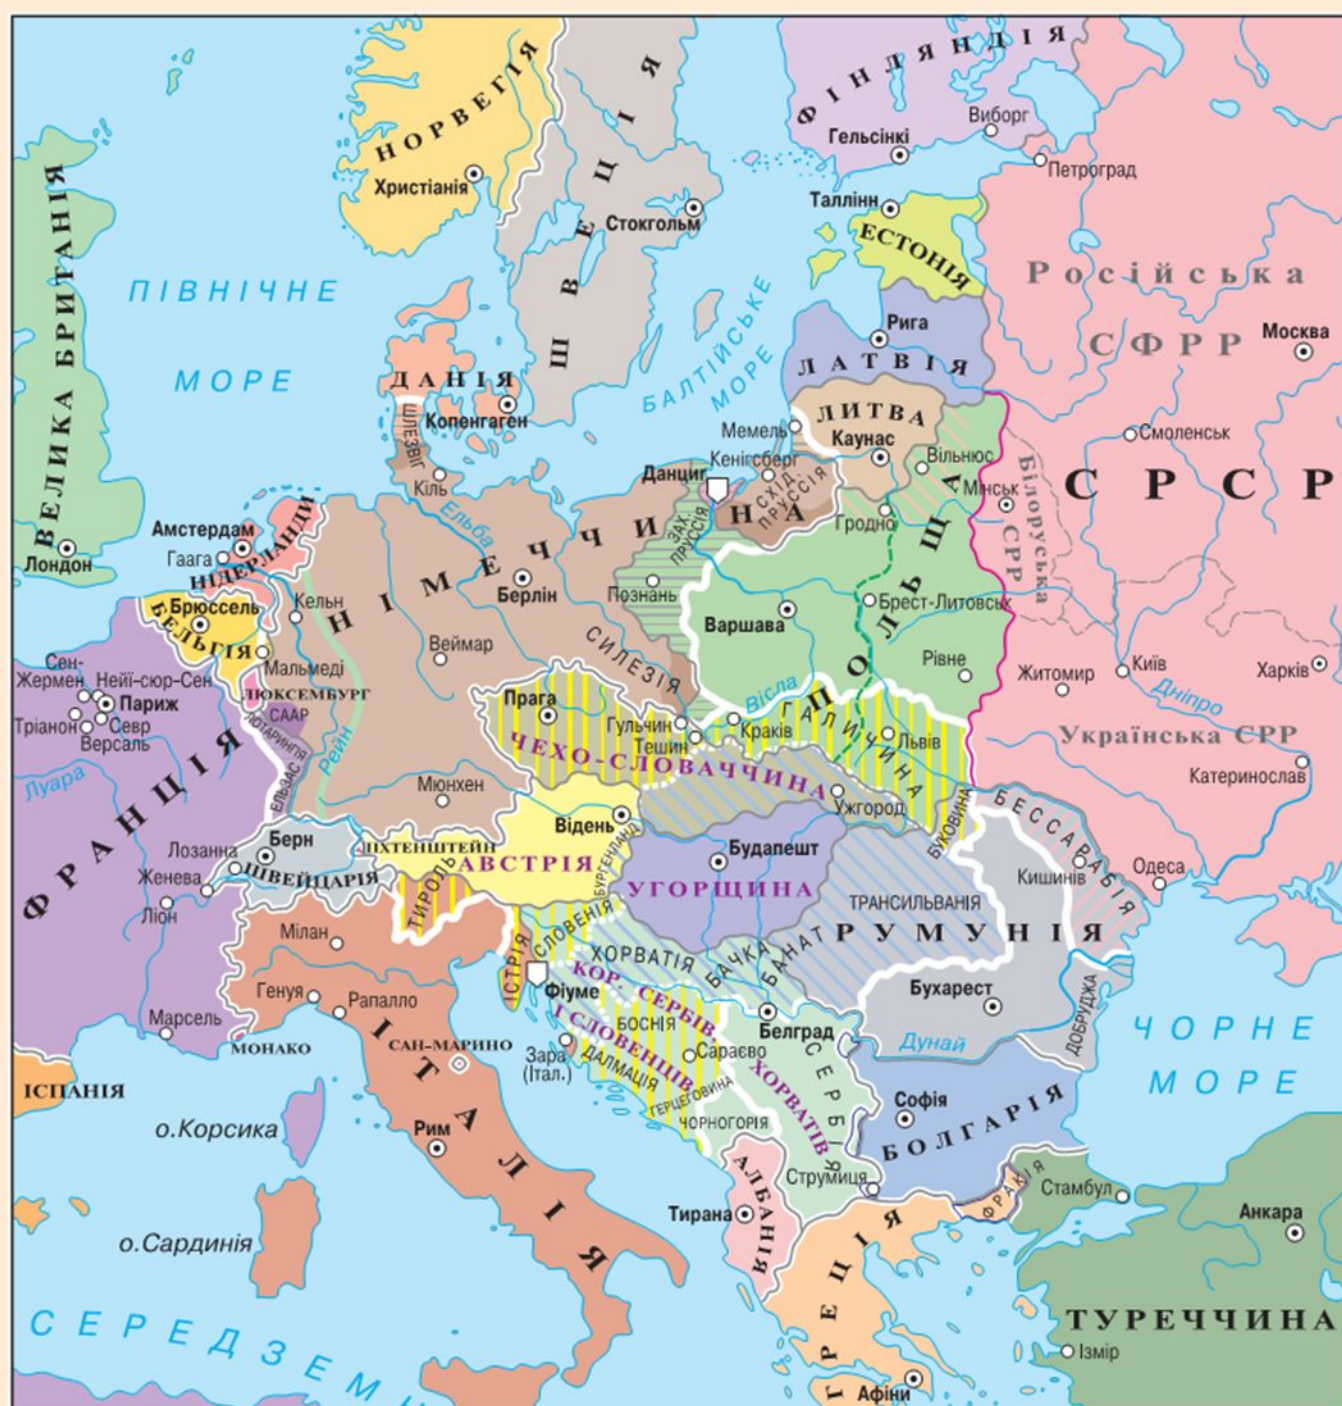 НОРВЕГІЯ
ШВЕЦІЯ
ФІНЛЯНДІЯ
Виборг
Гельсінкі
Петроград
Христіанія
Стокгольм
Таллінн
ЕСТОНІЯ
ВЕЛИКА БРИТАНІЯ
ПІВНІЧНЕ
МОРЕ
БАЛТІЙСЬКЕ
МОРЕ
Російська
СФРР
Москва
Рига
ЛАТВІЯ
ДАНІЯ
Копенгаген
ШЛЕЗВІГ
Кіль
ЛИТВА
Мемель
Каунас
Смоленськ
Кенігсберг
Вільнюс
Данциг
СХІД.
ПРУССІЯ
Мінськ
СРСР
Білоруська
СРР
Гродно
ЗАХ.
ПРУССІЯ
Ельба
НІМЕЧЧИНА
Амстердам
Гаага
НІДЕРЛАНДИ
Лондон
Берлін
Познань
Брюссель
БЕЛЬГІЯ
Кельн
Варшава
Брест-Литовськ
ПОЛЬЩА
Веймар
СИЛЕЗІЯ
Рівне
Житомир
Київ
Харків
Дніпро
Сен-
Жермен
Нейї-сюр-Сен
Париж
Мальмеді
ЛЮКСЕМБУРГ
СААР
Тріанон
Севр
Версаль
ЛОТАРИНГІЯ
ЕЛЬЗАС
Рейн
Прага
Гульчин
Тешин
Вісла
Краків
ГАЛИЧИНА
Львів
Українська СРР
Катеринослав
ЧЕХО-СЛОВАЧЧИНА
Луара
ФРАНЦІЯ
Мюнхен
Ужгород
БУКОВИНА
БЕССАРАБІЯ
Відень
БУРГЕНЛАНД
Будапешт
УГОРЩИНА
Берн
ЛІХТЕНШТЕЙН
АВСТРІЯ
Лозанна
ШВЕЙЦАРІЯ
Женева
ТИРОЛЬ
Кишинів
Одеса
ТРАНСИЛЬВАНІЯ
РУМУНІЯ
Ліон
Мілан
СЛОВЕНІЯ
ХОРВАТІЯ
БАЧКА
БАНАТ
ІСТРІЯ
Фіуме
КОР. СЕРБІВ,
ХОРВАТІВ
І СЛОВЕНЦІВ
Генуя
Рапалло
Бухарест
ДОБРУДЖА
Марсель
МОНАКО
САН-МАРИНО
ІТАЛІЯ
Зара
(Італ.)
БОСНІЯ
Сараєво
ДАЛМАЦІЯ
ГЕРЦЕГОВИНА
Белград
СЕРБІЯ
Дунай
ЧОРНЕ
МОРЕ
ІСПАНІЯ
о.Корсика
Рим
ЧОРНОГОРІЯ
Софія
БОЛГАРІЯ
Струмиця
ФРАКІЯ
Стамбул
АЛБАНІЯ
Тирана
Анкара
о.Сардинія
ГРЕЦІЯ
ТУРЕЧЧИНА
Ізмір
Афіни
СЕРЕДЗЕМН